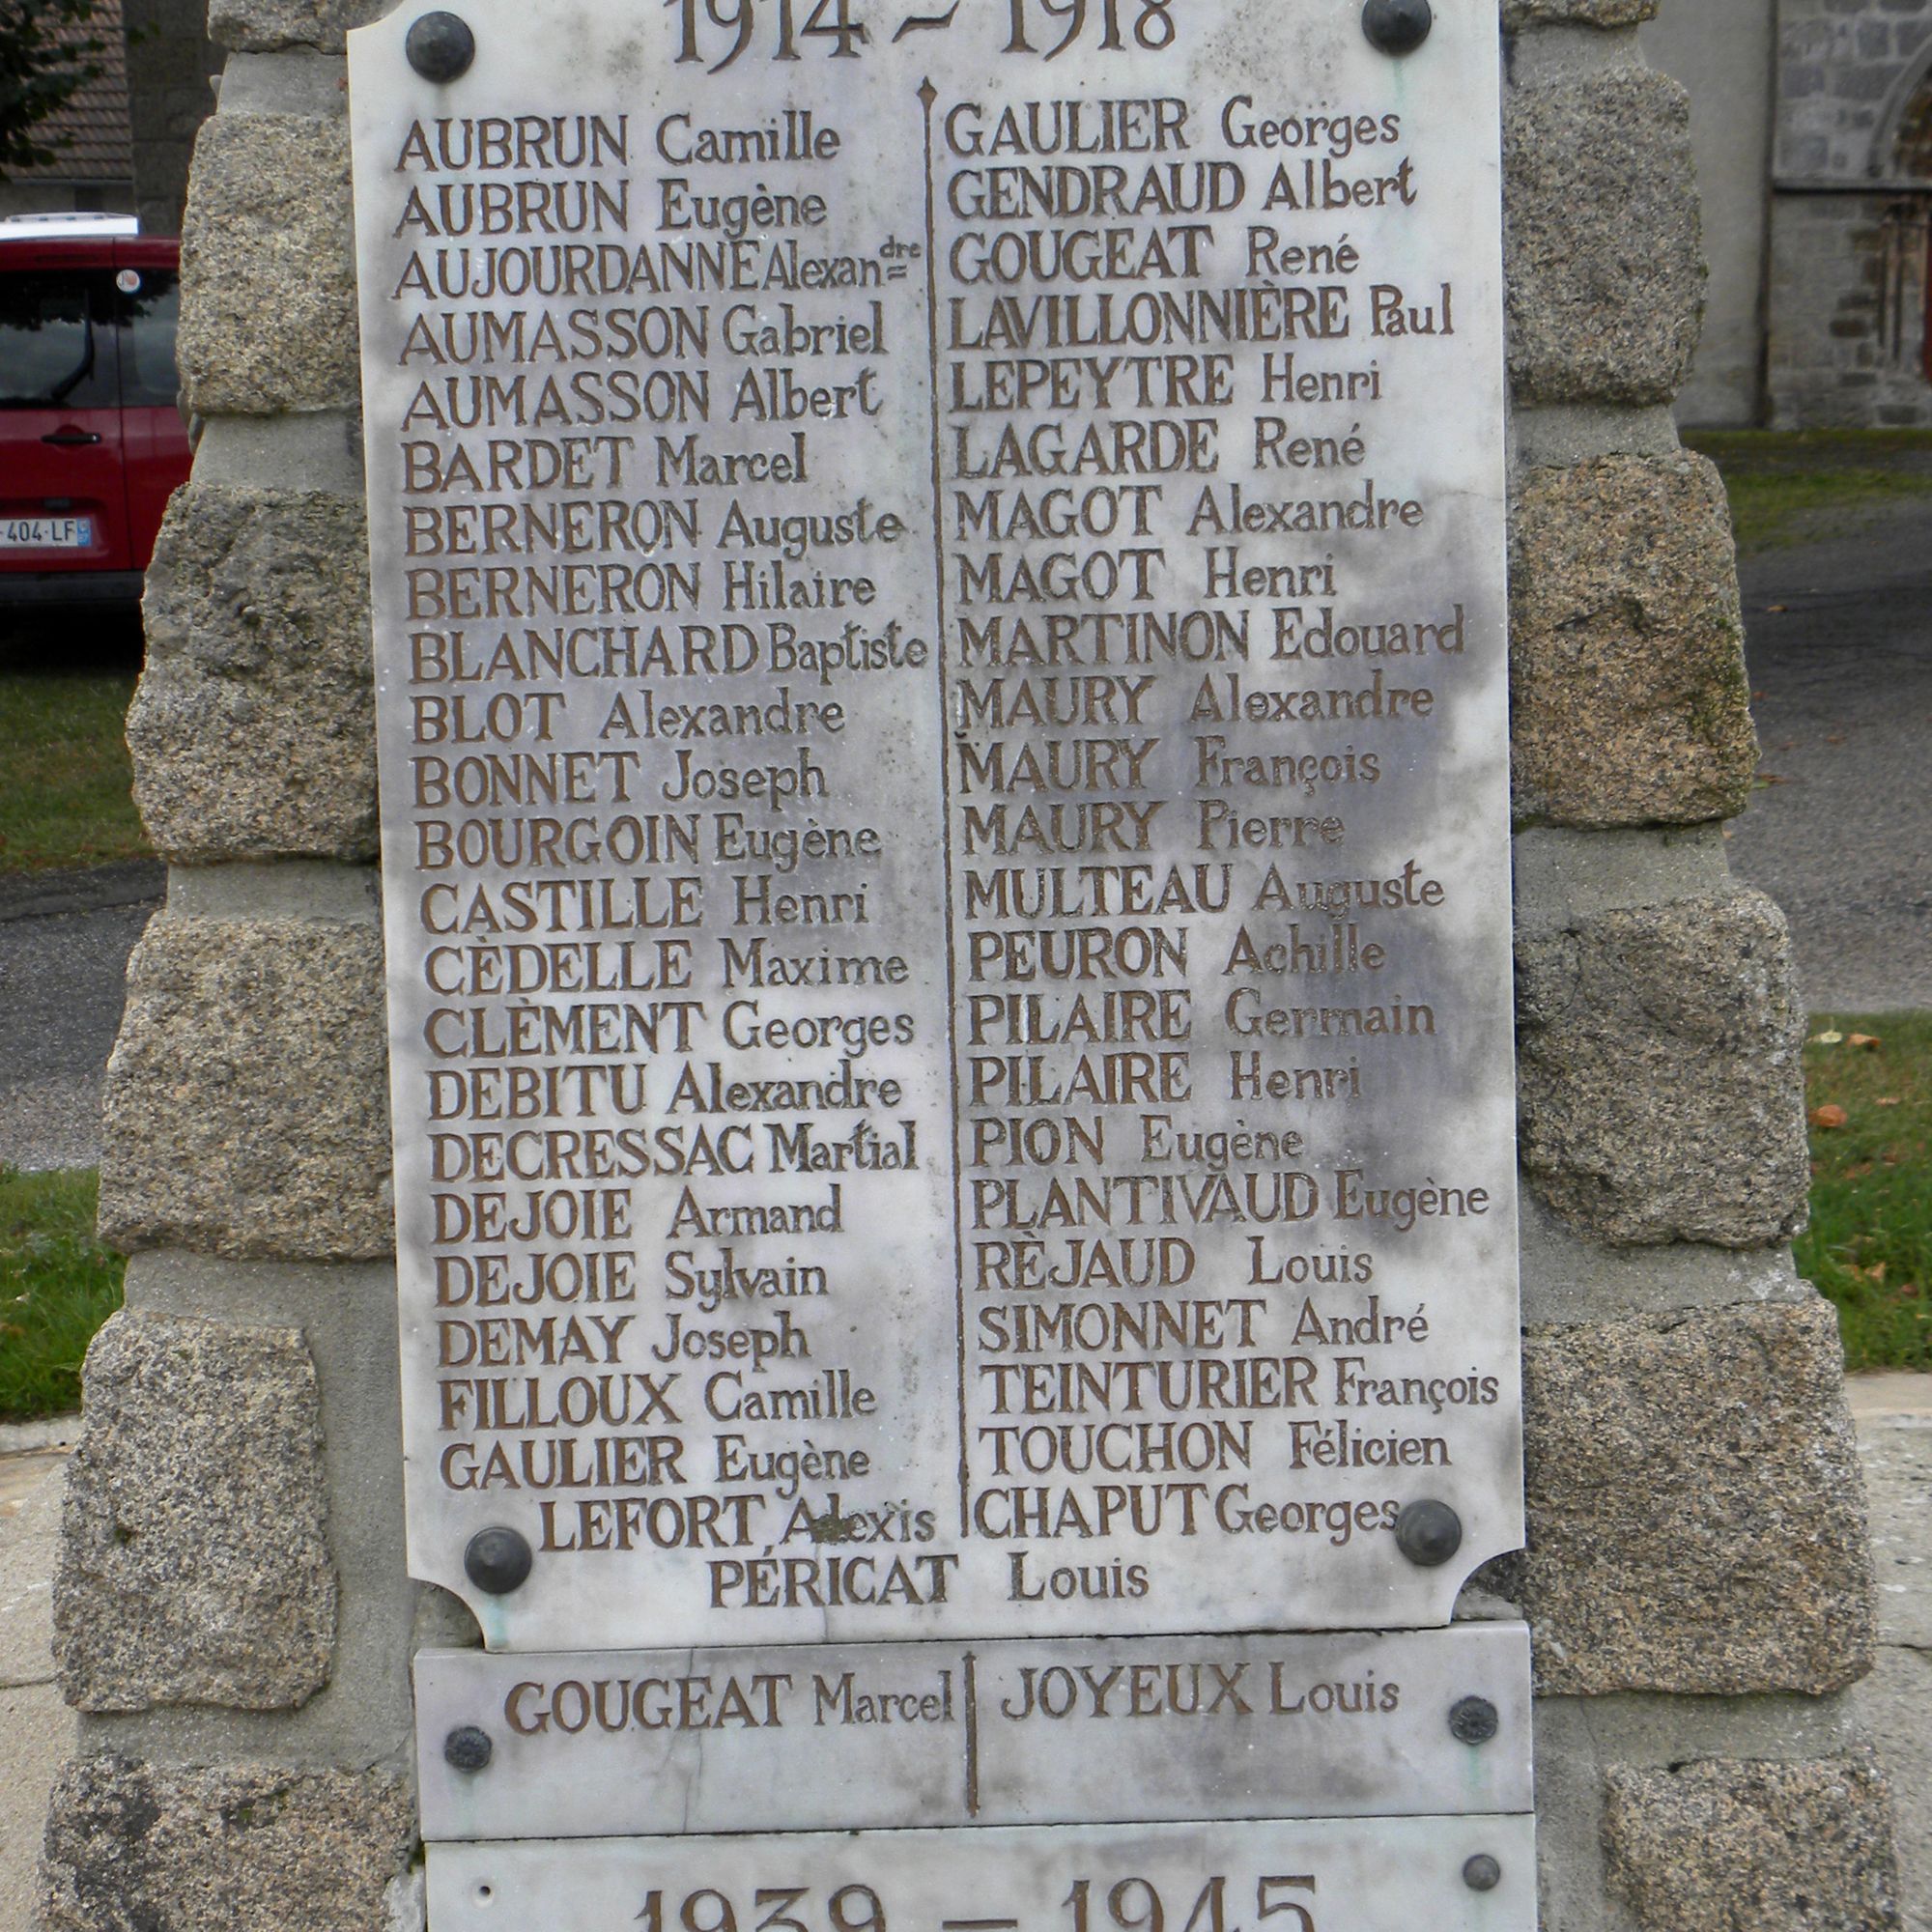 1914 - 1918
AUBRUN Camille
AUBRUN Eugène
AUJOURDANNE Alexandre
AUMASSON Gabriel
AUMASSON Albert
BARDET Marcel
BERNERON Auguste
BERNERON Hilaire
BLANCHARD Baptiste
BLOT Alexandre
BONNET Joseph
BOURGOIN Eugène
CASTILLE Henri
CÈDELLE Maxime
CLÈMENT Georges
DEBITU Alexandre
DECRESSAC Martial
DEJOIE Armand
DEJOIE Sylvain
DEMAY Joseph
FILLOUX Camille
GAULIER Eugène
LEFORT Alexis
GAULIER Georges
GENDRAUD Albert
GOUGEAT René
LAVILLONNIÈRE Paul
LEPEYTRE Henri
LAGARDE René
MAGOT Alexandre
MAGOT Henri
MARTINON Edouard
MAURY Alexandre
MAURY François
MAURY Pierre
MULTEAU Auguste
PEURON Achille
PILAIRE Germain
PILAIRE Henri
PION Eugène
PLANTIVAUD Eugène
RÈJAUD Louis
SIMONNET André
TEINTURIER François
TOUCHON Félicien
CHAPUT Georges
PÉRICAT Louis
GOUGEAT Marcel
JOYEUX Louis
1939 - 1945
404-LF